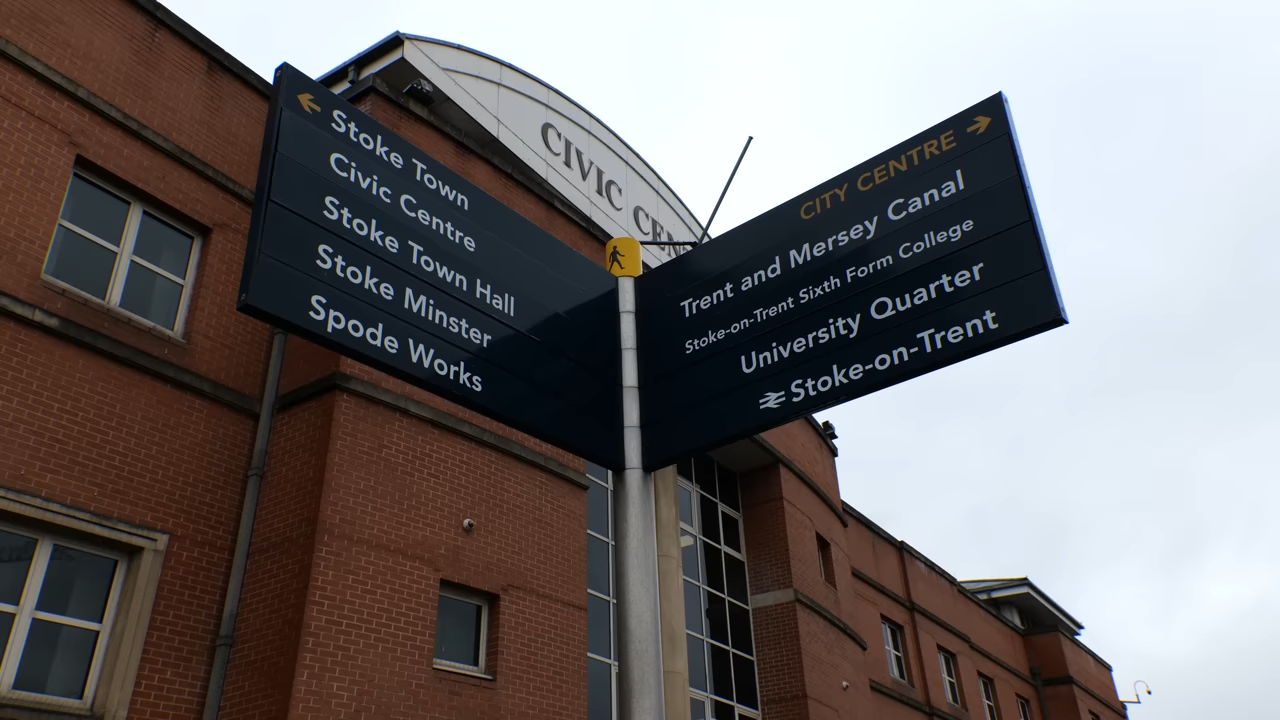 Stoke Town
Civic Centre
Stoke Town Hall
Stoke Minster
Spode Works
CIVIC CEN
CITY CENTRE
Trent and Mersey Canal
Stoke-on-Trent Sixth Form College
University Quarter
Stoke-on-Trent